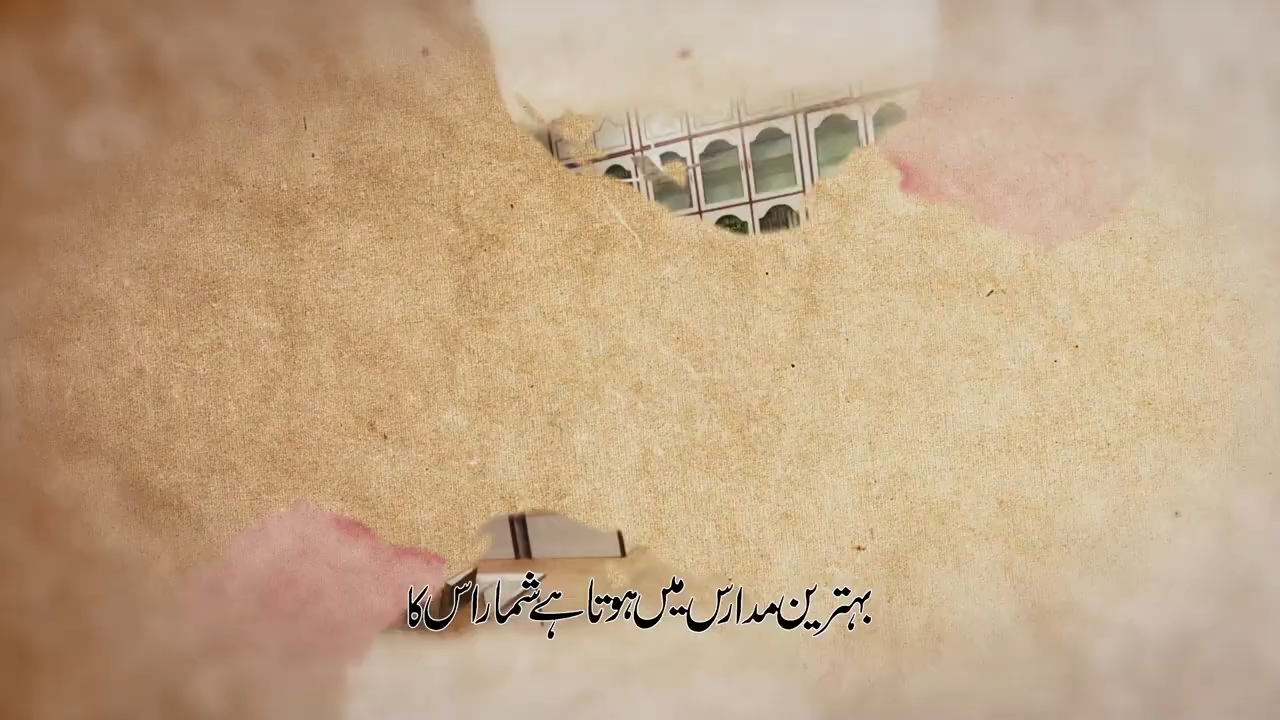 بہترین مدارس میں ہوتا ہے شمار اس کا